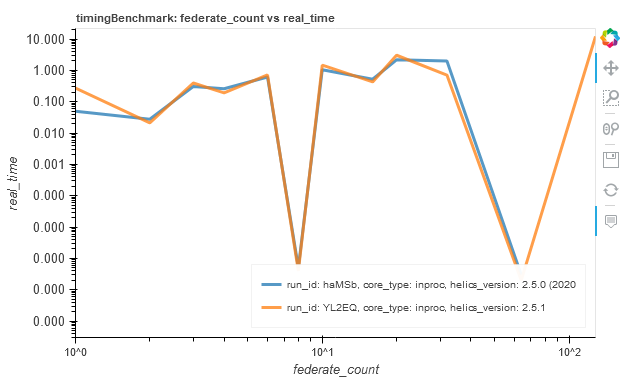 timingBenchmark: federate_count vs real_time
10.000
1.000
0.100
0.010
0.001
0.000
0.000
0.000
0.000
0.000
real_time
10^0
10^1
10^2
federate_count
run_id: haMSb, core_type: inproc, helics_version: 2.5.0 (2020
run_id: YL2EQ, core_type: inproc, helics_version: 2.5.1